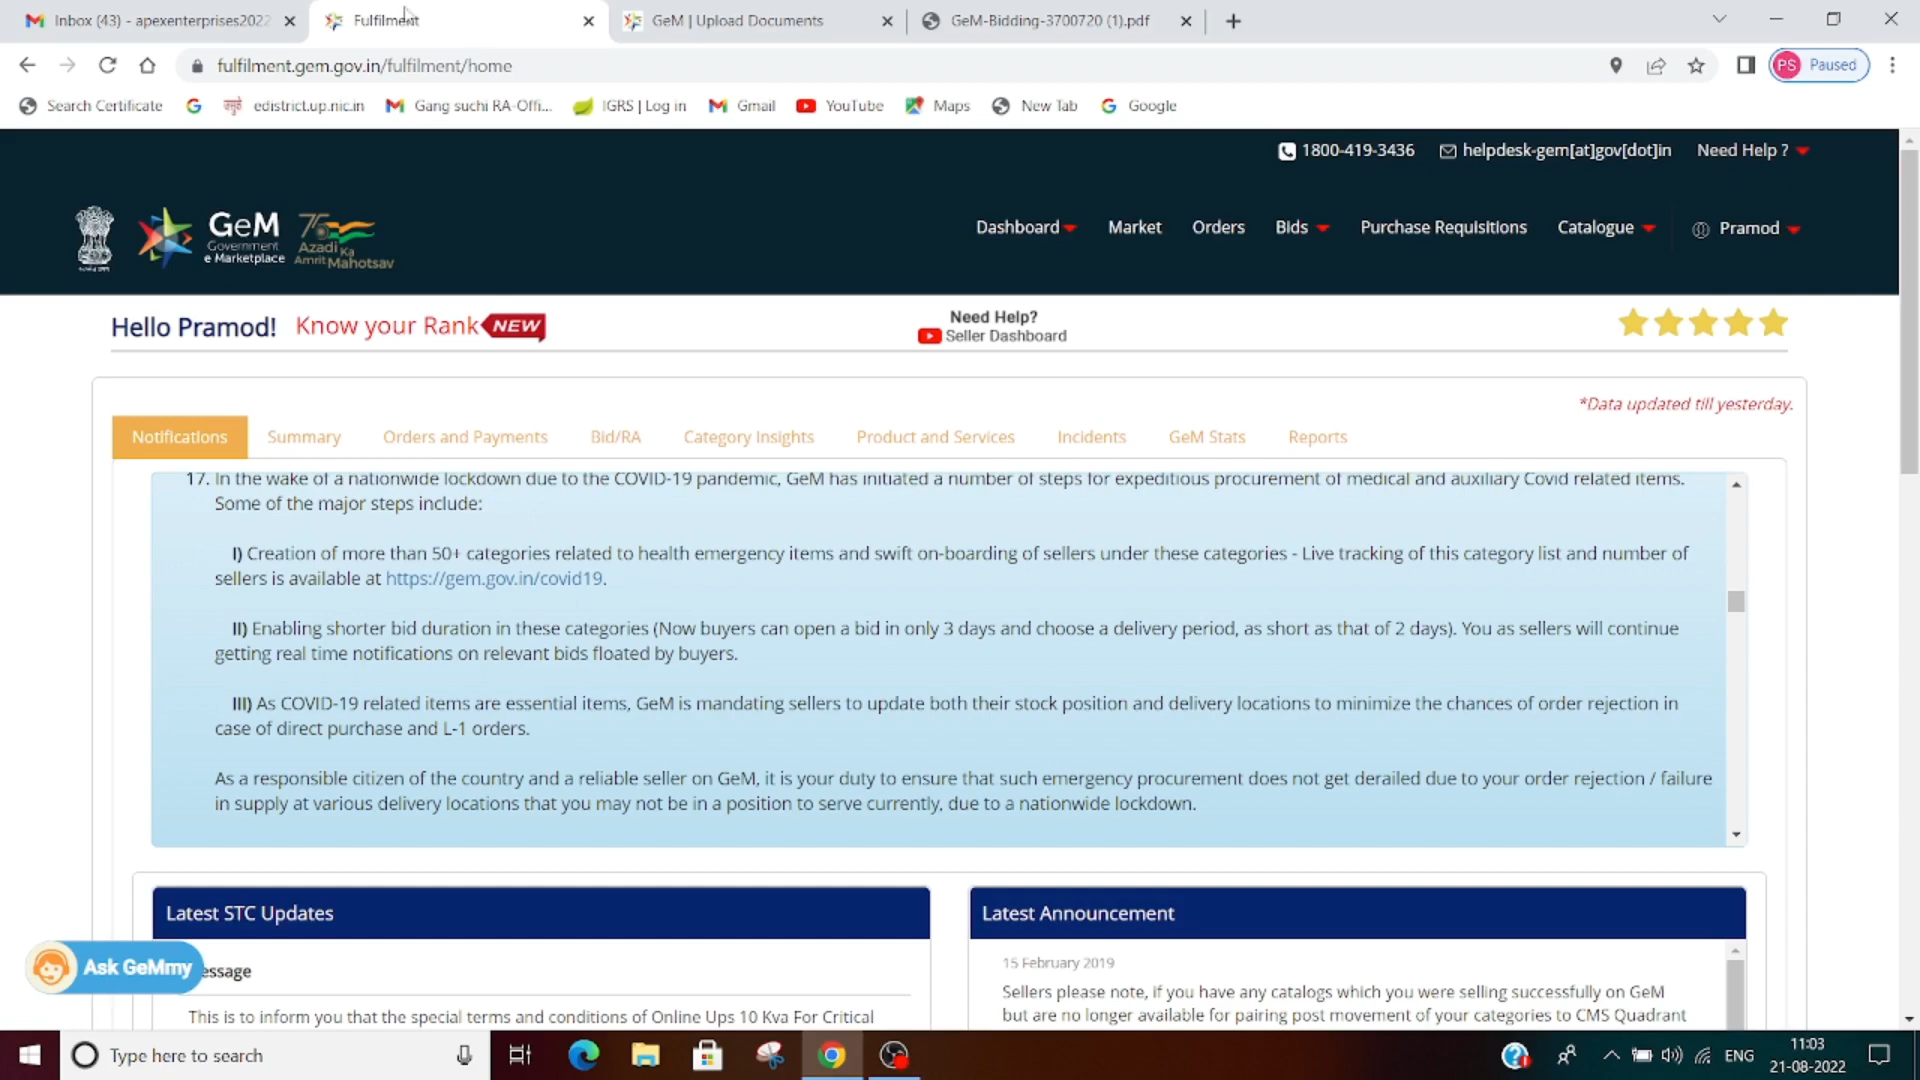 Inbox (43) - apexenterprises2022
Fulfilment
GeM | Upload Documents
GeM-Bidding-3700720 (1).pdf
fulfilment.gem.gov.in/fulfilment/home
PS Paused
Search Certificate
edistrict.up.nic.in
Gang suchi RA-Offi...
IGRS | Log in
Gmail
YouTube
Maps
New Tab
Google
1800-419-3436
helpdesk-gem[at]gov[dot]in
Need Help ?
GeM
Government
e Marketplace
75
Azadi Ka
Amrit Mahotsav
Dashboard
Market
Orders
Bids
Purchase Requisitions
Catalogue
Pramod
Hello Pramod!
Know your Rank NEW
Need Help?
Seller Dashboard
*Data updated till yesterday.
Notifications
Summary
Orders and Payments
Bid/RA
Category Insights
Product and Services
Incidents
GeM Stats
Reports
17. In the wake of a nationwide lockdown due to the COVID-19 pandemic, GeM has initiated a number of steps for expeditious procurement of medical and auxiliary Covid related items.
Some of the major steps include:
I) Creation of more than 50+ categories related to health emergency items and swift on-boarding of sellers under these categories - Live tracking of this category list and number of
sellers is available at https://gem.gov.in/covid19.
II) Enabling shorter bid duration in these categories (Now buyers can open a bid in only 3 days and choose a delivery period, as short as that of 2 days). You as sellers will continue
getting real time notifications on relevant bids floated by buyers.
III) As COVID-19 related items are essential items, GeM is mandating sellers to update both their stock position and delivery locations to minimize the chances of order rejection in
case of direct purchase and L-1 orders.
As a responsible citizen of the country and a reliable seller on GeM, it is your duty to ensure that such emergency procurement does not get derailed due to your order rejection / failure
in supply at various delivery locations that you may not be in a position to serve currently, due to a nationwide lockdown.
Latest STC Updates
essage
This is to inform you that the special terms and conditions of Online Ups 10 Kva For Critical
Latest Announcement
15 February 2019
Sellers please note, if you have any catalogs which you were selling successfully on GeM
but are no longer available for pairing post movement of your categories to CMS Quadrant
Ask GeMmy
Type here to search
ENG
11:03
21-08-2022